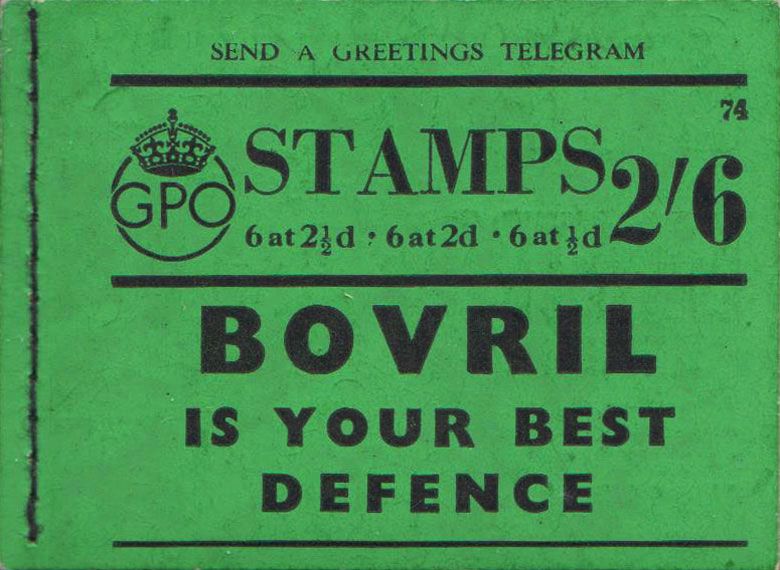 SEND A GREETINGS TELEGRAM
74
GPO
STAMPS 2/6
6 at 2½d · 6 at 2d · 6 at ½d
BOVRIL
IS YOUR BEST
DEFENCE